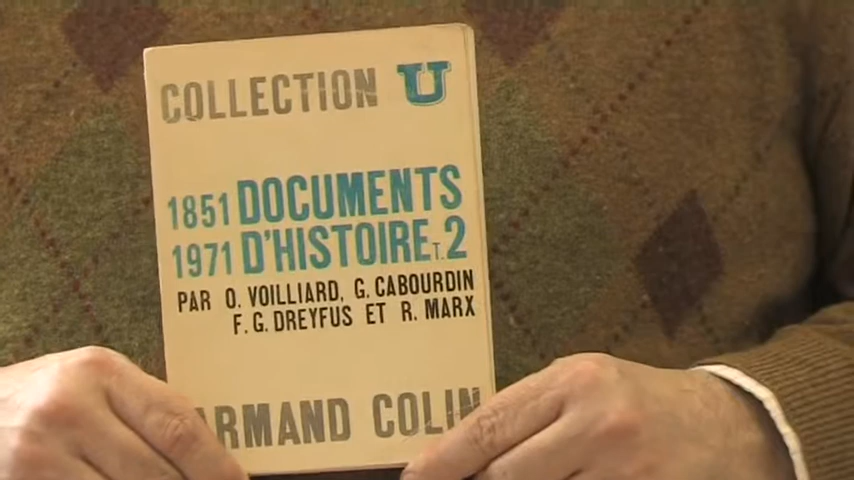 COLLECTION U
1851 DOCUMENTS
1971 D'HISTOIRE T.2
PAR O. VOILLIARD, G. CABOURDIN
F. G. DREYFUS ET R. MARX
ARMAND COLIN